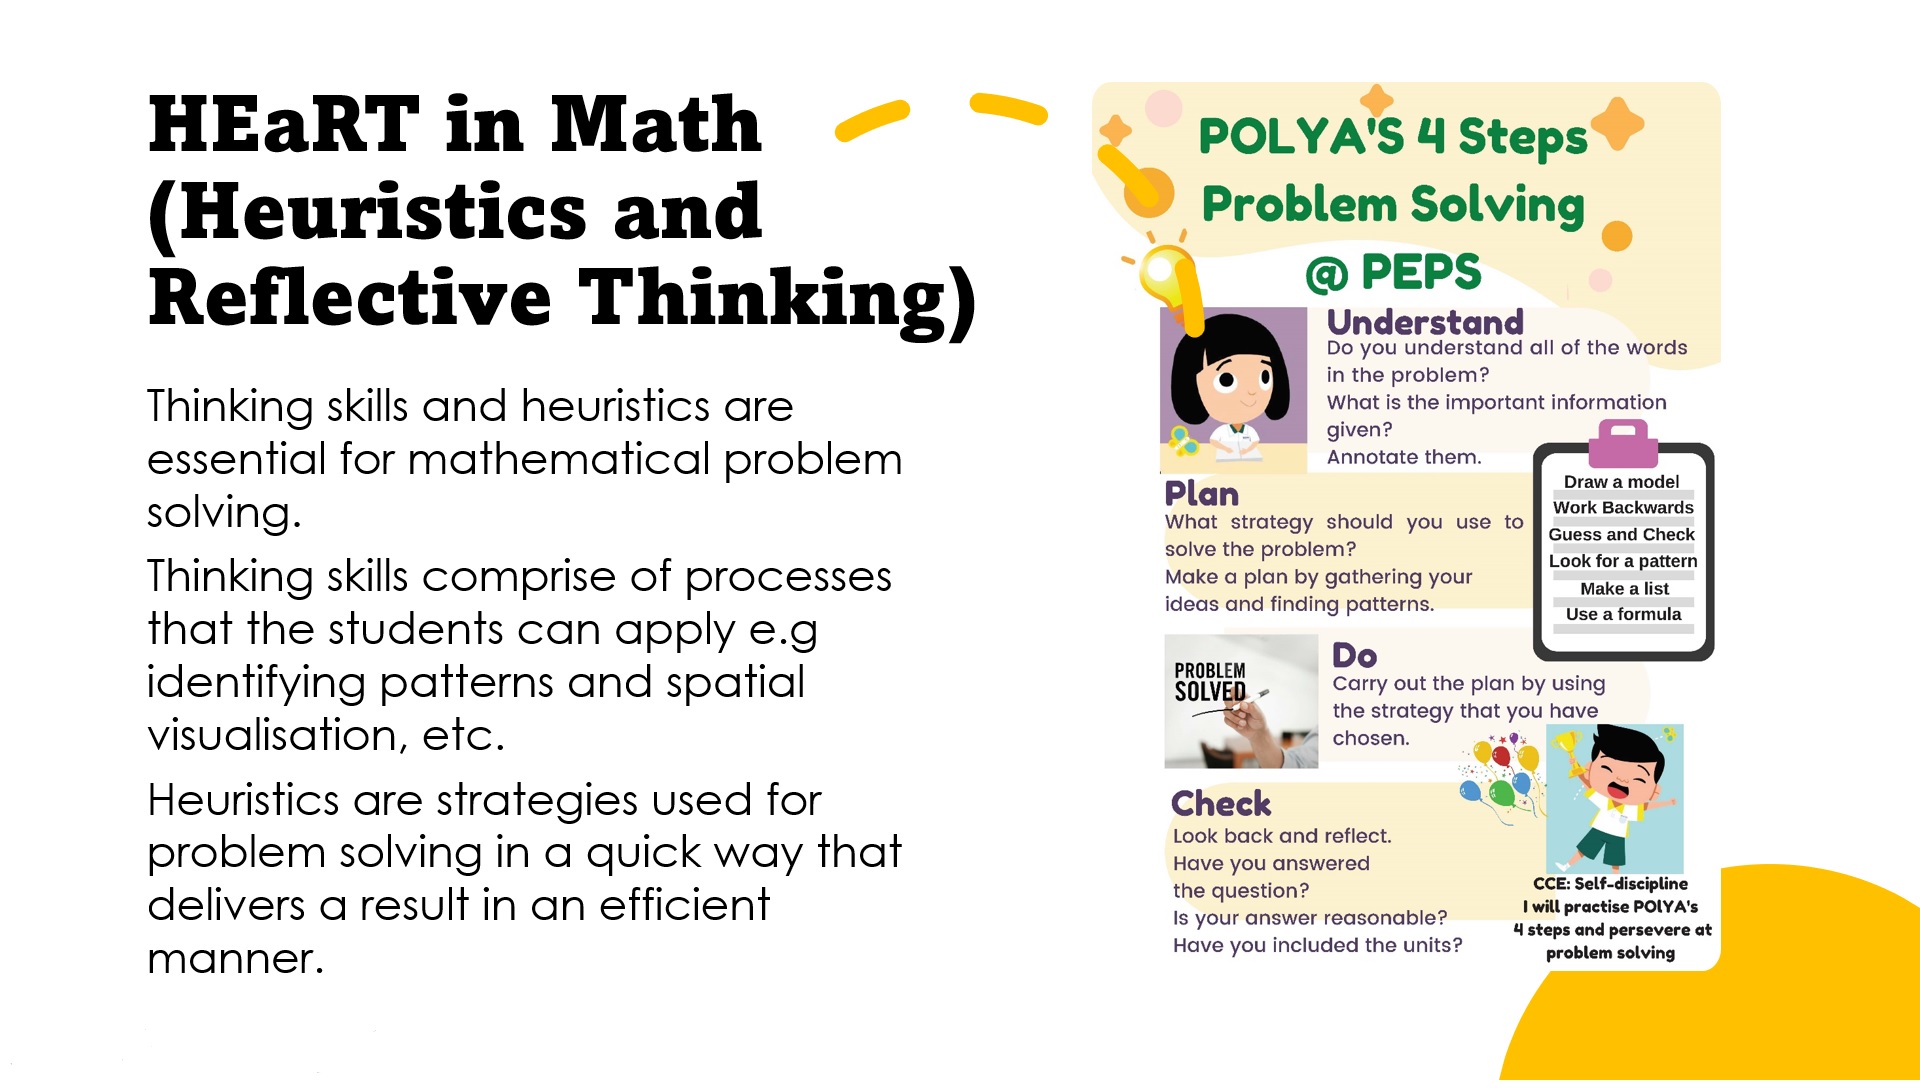 HEaRT in Math
(Heuristics and
Reflective Thinking)
Thinking skills and heuristics are
essential for mathematical problem
solving.
Thinking skills comprise of processes
that the students can apply e.g
identifying patterns and spatial
visualisation, etc.
Heuristics are strategies used for
problem solving in a quick way that
delivers a result in an efficient
manner.
POLYA'S 4 Steps
Problem Solving
@ PEPS
Understand
Do you understand all of the words
in the problem?
What is the important information
given?
Annotate them.
Plan
What strategy should you use to
solve the problem?
Make a plan by gathering your
ideas and finding patterns.
Draw a model
Work Backwards
Guess and Check
Look for a pattern
Make a list
Use a formula
PROBLEM
SOLVED
Do
Carry out the plan by using
the strategy that you have
chosen.
Check
Look back and reflect.
Have you answered
the question?
Is your answer reasonable?
Have you included the units?
CCE: Self-discipline
I will practise POlYA's
4 steps and persevere at
problem solving